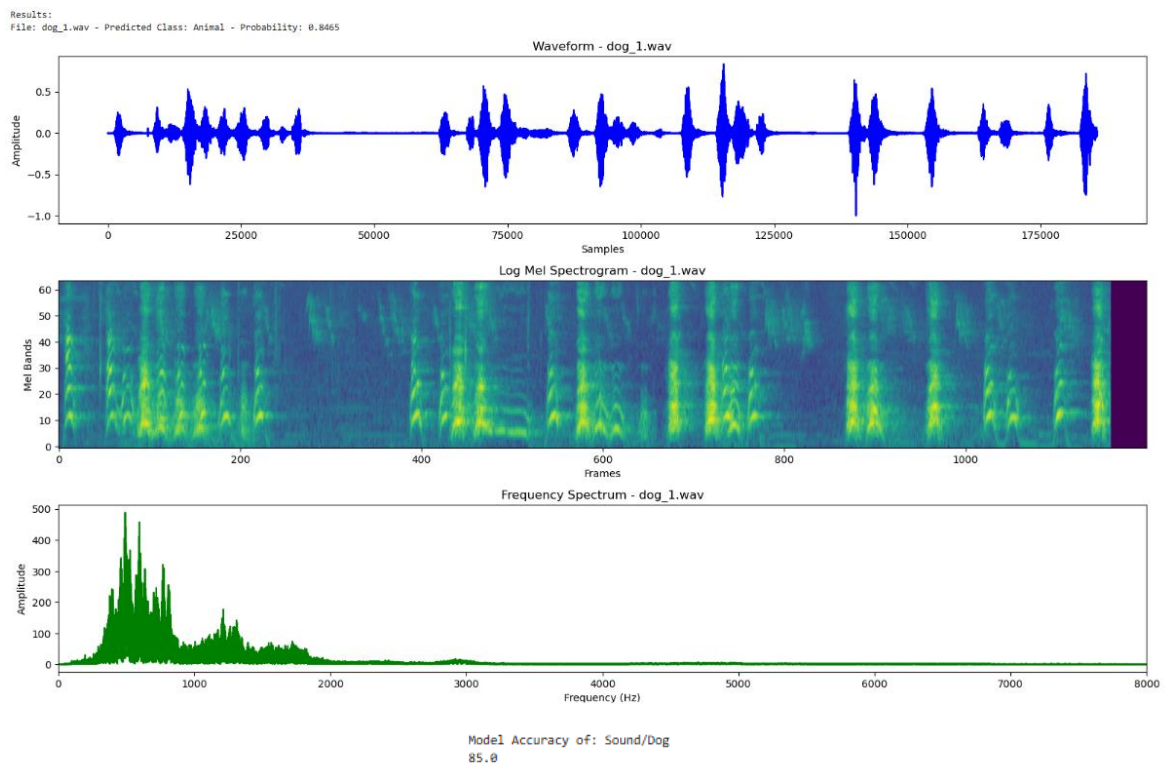 Results:
File: dog_1.wav - Predicted Class: Animal - Probability: 0.8465
Waveform - dog_1.wav
Amplitude
0.5
0.0
−0.5
−1.0
0 25000 50000 75000 100000 125000 150000 175000
Samples
Log Mel Spectrogram - dog_1.wav
Mel Bands
60
50
40
30
20
10
0
0 200 400 600 800 1000
Frames
Frequency Spectrum - dog_1.wav
Amplitude
500
400
300
200
100
0
0 1000 2000 3000 4000 5000 6000 7000 8000
Frequency (Hz)
Model Accuracy of: Sound/Dog
85.0